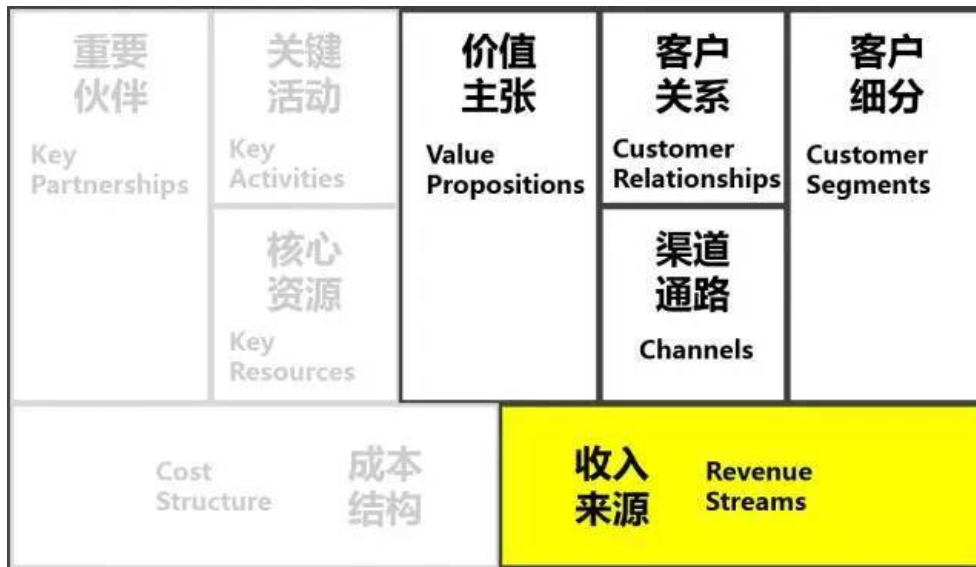 重要
伙伴
Key
Partnerships
关键
活动
Key
Activities
核心
资源
Key
Resources
价值
主张
Value
Propositions
客户
关系
Customer
Relationships
渠道
通路
Channels
客户
细分
Customer
Segments
Cost
Structure
成本
结构
收入
来源
Revenue
Streams